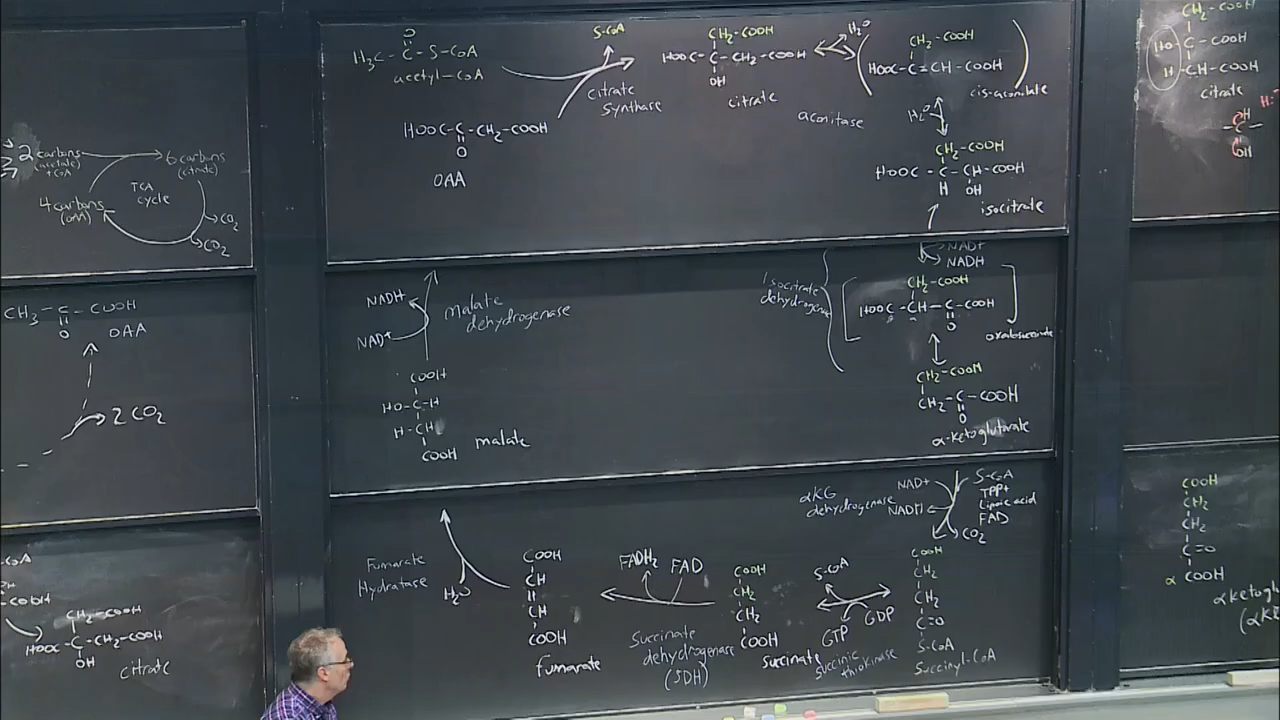 2 carbons
(acetate)
+CoA
6 carbons
(citrate)
4 carbons
(OAA)
TCA
cycle
CO2
CO2
CH3-C-COOH
O
OAA
2 CO2
CH2-COOH
HOOC-C-CH2-COOH
OH
citrate
O
H3C-C-S-CoA
acetyl-CoA
S-CoA
HOOC-C-CH2-COOH
O
OAA
Citrate
Synthase
CH2-COOH
HOOC-C-CH2-COOH
OH
citrate
H2O
aconitase
CH2-COOH
HOOC-C=CH-COOH
cis-aconitate
H2O
CH2-COOH
HOOC-C-CH-COOH
H OH
isocitrate
NADH
NAD+
Malate
dehydrogenase
COOH
HO-C-H
H-CH
COOH
malate
NAD+
NADH
Isocitrate
dehydrogenase
CH2-COOH
HOOC-CH-C-COOH
O
oxalosuccinate
CH2-COOH
CH2-C-COOH
O
α-ketoglutarate
αKG
dehydrogenase
NAD+
NADH
S-CoA
TPP+
Lipoic acid
FAD
CO2
Fumarate
Hydratase
H2O
COOH
CH
CH
COOH
fumarate
FADH2
FAD
Succinate
dehydrogenase
(SDH)
COOH
CH2
CH2
COOH
succinate
S-CoA
GTP
GDP
succinic
thiokinase
COOH
CH2
CH2
C=O
S-CoA
Succinyl-CoA
CH2-COOH
HO C-COOH
H CH-COOH
citrate
H
C
OH
COOH
CH2
CH2
C=O
α COOH